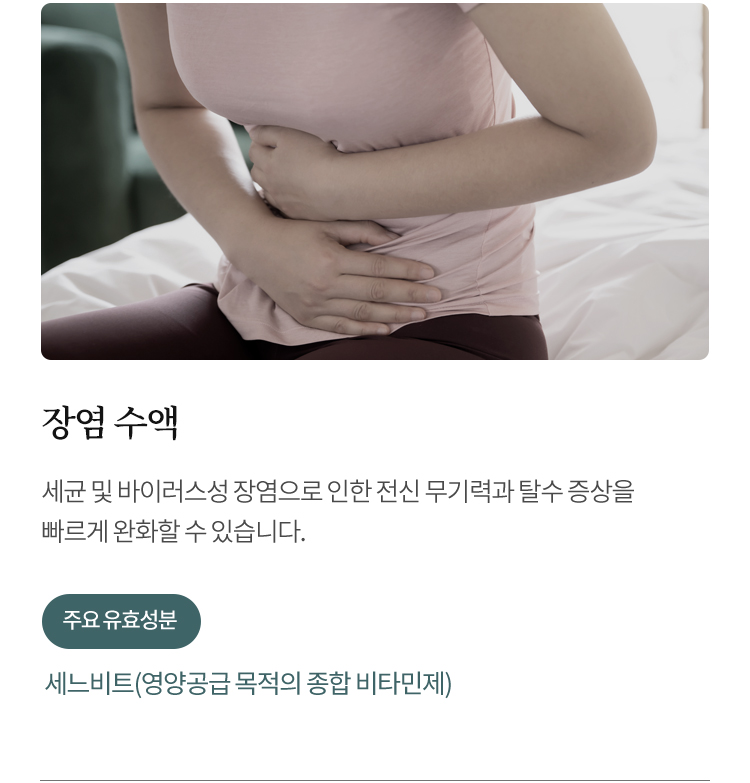 장염 수액
세균 및 바이러스성 장염으로 인한 전신 무기력과 탈수 증상을
빠르게 완화할 수 있습니다.
주요 유효성분
세느비트(영양공급 목적의 종합 비타민제)